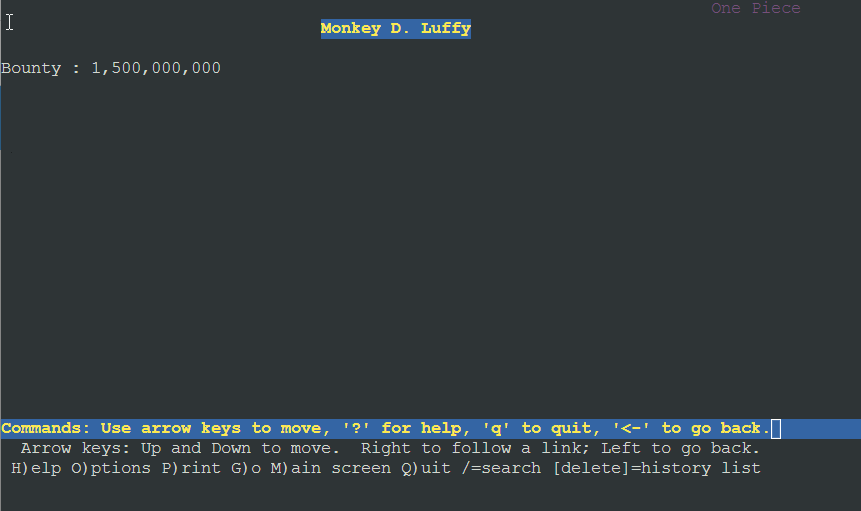 One Piece
Monkey D. Luffy
Bounty : 1,500,000,000
Commands: Use arrow keys to move, '?' for help, 'q' to quit, '<-' to go back.
Arrow keys: Up and Down to move.  Right to follow a link; Left to go back.
H)elp O)ptions P)rint G)o M)ain screen Q)uit /=search [delete]=history list